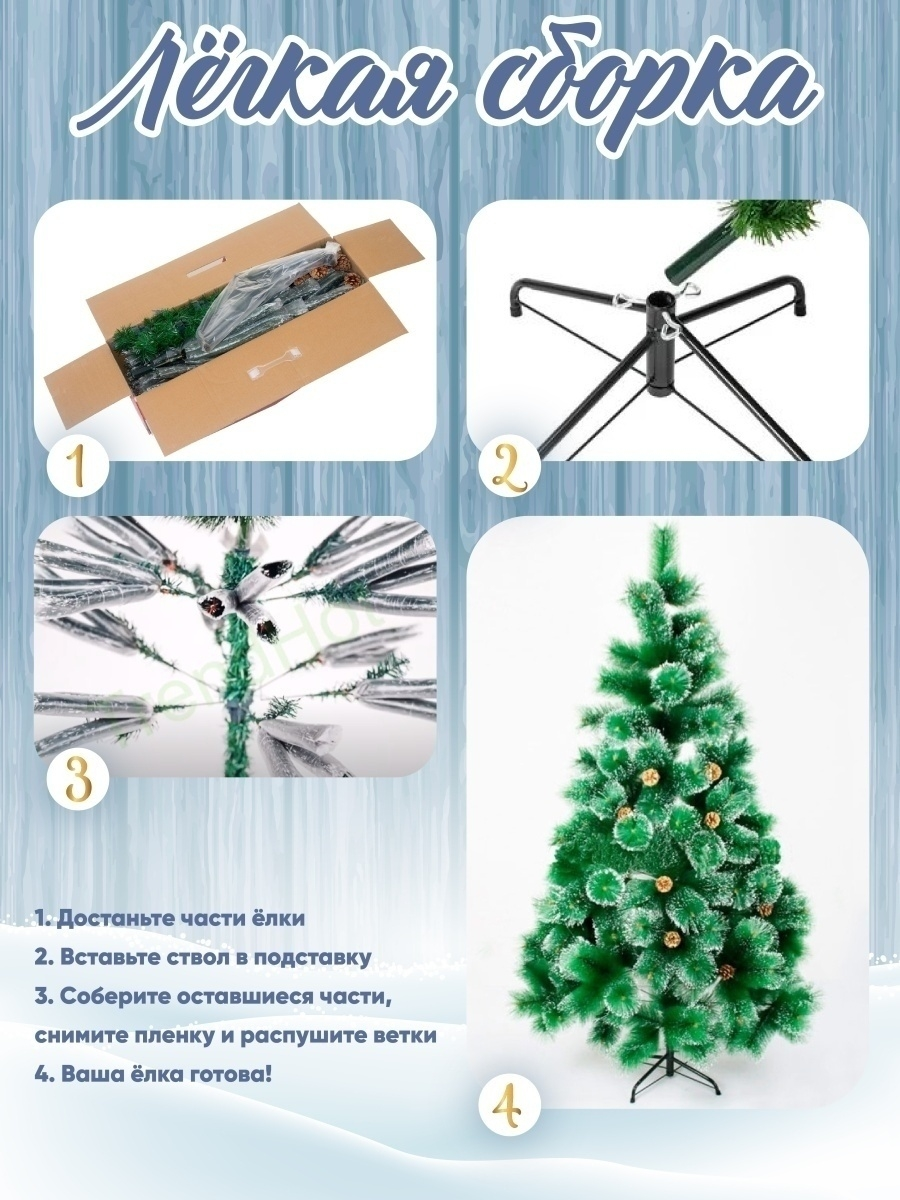 Лёгкая сборка
1
2
TrendHot
3
4
1. Достаньте части ёлки
2. Вставьте ствол в подставку
3. Соберите оставшиеся части,
снимите пленку и распушите ветки
4. Ваша ёлка готова!